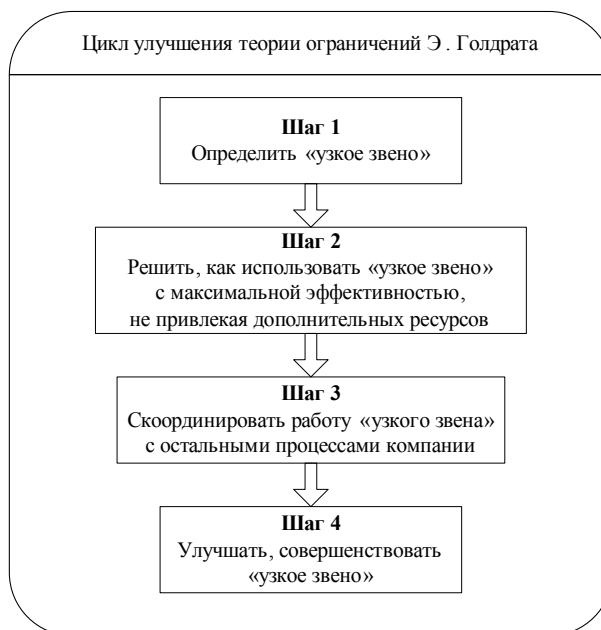 Цикл улучшения теории ограничений Э. Голдрата
Шаг 1
Определить «узкое звено»
Шаг 2
Решить, как использовать «узкое звено»
с максимальной эффективностью,
не привлекая дополнительных ресурсов
Шаг 3
Скоординировать работу «узкого звена»
с остальными процессами компании
Шаг 4
Улучшать, совершенствовать
«узкое звено»